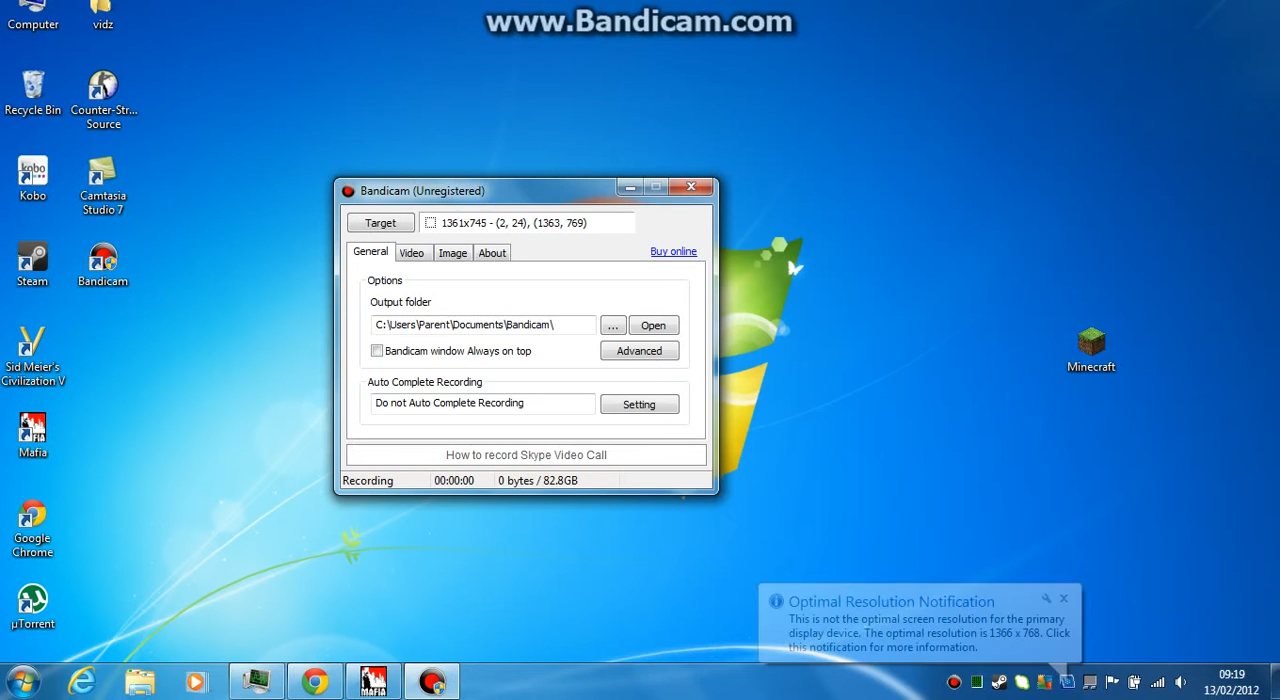 www.Bandicam.com
Computer
vidz
Recycle Bin
Counter-Str...
Source
kobo
Kobo
Camtasia
Studio 7
Steam
Bandicam
Sid Meier's
Civilization V
MAFIA
Mafia
Google
Chrome
µTorrent
Minecraft
Bandicam (Unregistered)
Target
1361x745 - (2, 24), (1363, 769)
General
Video
Image
About
Buy online
Options
Output folder
C:\Users\Parent\Documents\Bandicam\
...
Open
Bandicam window Always on top
Advanced
Auto Complete Recording
Do not Auto Complete Recording
Setting
How to record Skype Video Call
Recording
00:00:00
0 bytes / 82.8GB
Optimal Resolution Notification
This is not the optimal screen resolution for the primary
display device. The optimal resolution is 1366 x 768. Click
this notification for more information.
MAFIA
09:19
13/02/2012